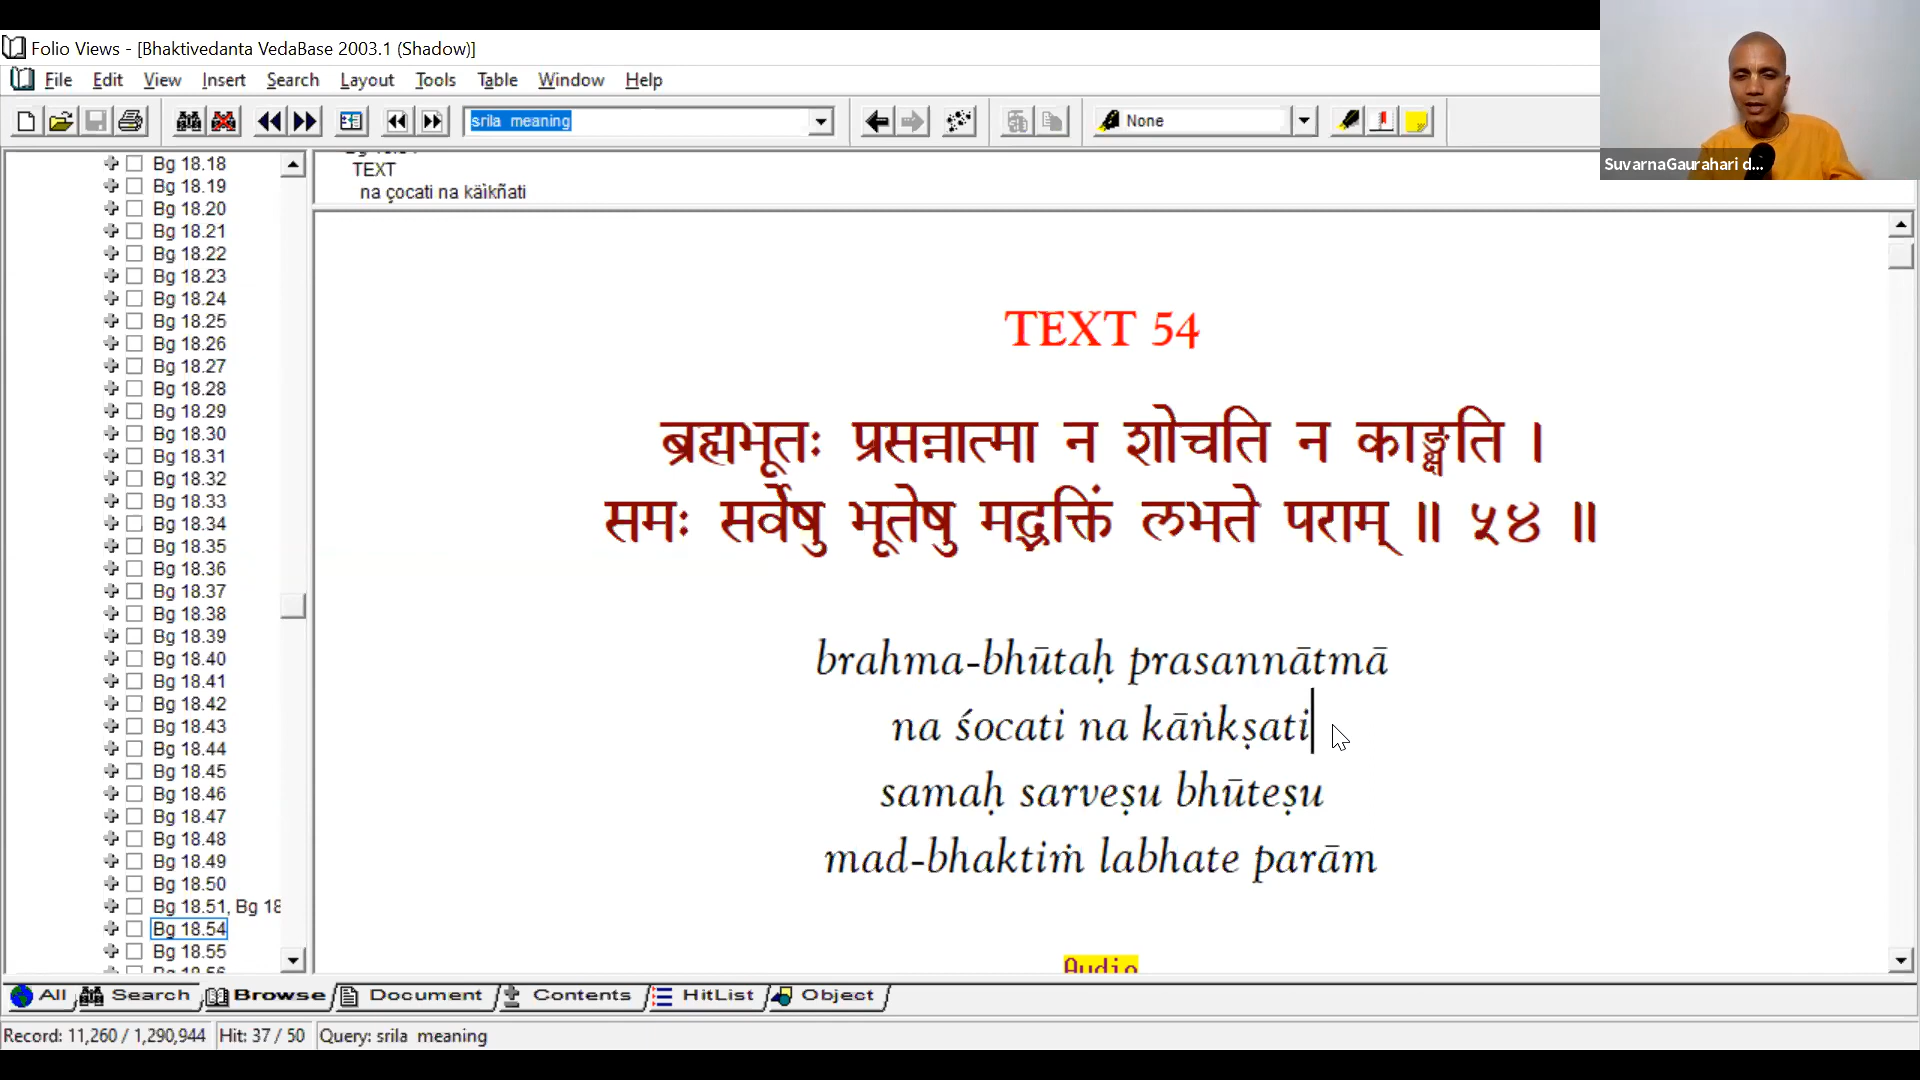 Folio Views - [Bhaktivedanta VedaBase 2003.1 (Shadow)]
File Edit View Insert Search Layout Tools Table Window Help
srila meaning
None
SuvarnaGaurahari d...
Bg 18.18
Bg 18.19
Bg 18.20
Bg 18.21
Bg 18.22
Bg 18.23
Bg 18.24
Bg 18.25
Bg 18.26
Bg 18.27
Bg 18.28
Bg 18.29
Bg 18.30
Bg 18.31
Bg 18.32
Bg 18.33
Bg 18.34
Bg 18.35
Bg 18.36
Bg 18.37
Bg 18.38
Bg 18.39
Bg 18.40
Bg 18.41
Bg 18.42
Bg 18.43
Bg 18.44
Bg 18.45
Bg 18.46
Bg 18.47
Bg 18.48
Bg 18.49
Bg 18.50
Bg 18.51, Bg 18
Bg 18.54
Bg 18.55
TEXT
na çocati na käìkñati
TEXT 54
ब्रह्मभूतः प्रसन्नात्मा न शोचति न काङ्क्षति ।
समः सर्वेषु भूतेषु मद्भक्तिं लभते पराम् ॥ ५४ ॥
brahma-bhūtaḥ prasannātmā
na śocati na kāṅkṣati
samaḥ sarveṣu bhūteṣu
mad-bhaktiṁ labhate parām
Audio
All Search Browse Document Contents HitList Object
Record: 11,260 / 1,290,944 Hit: 37 / 50 Query: srila meaning